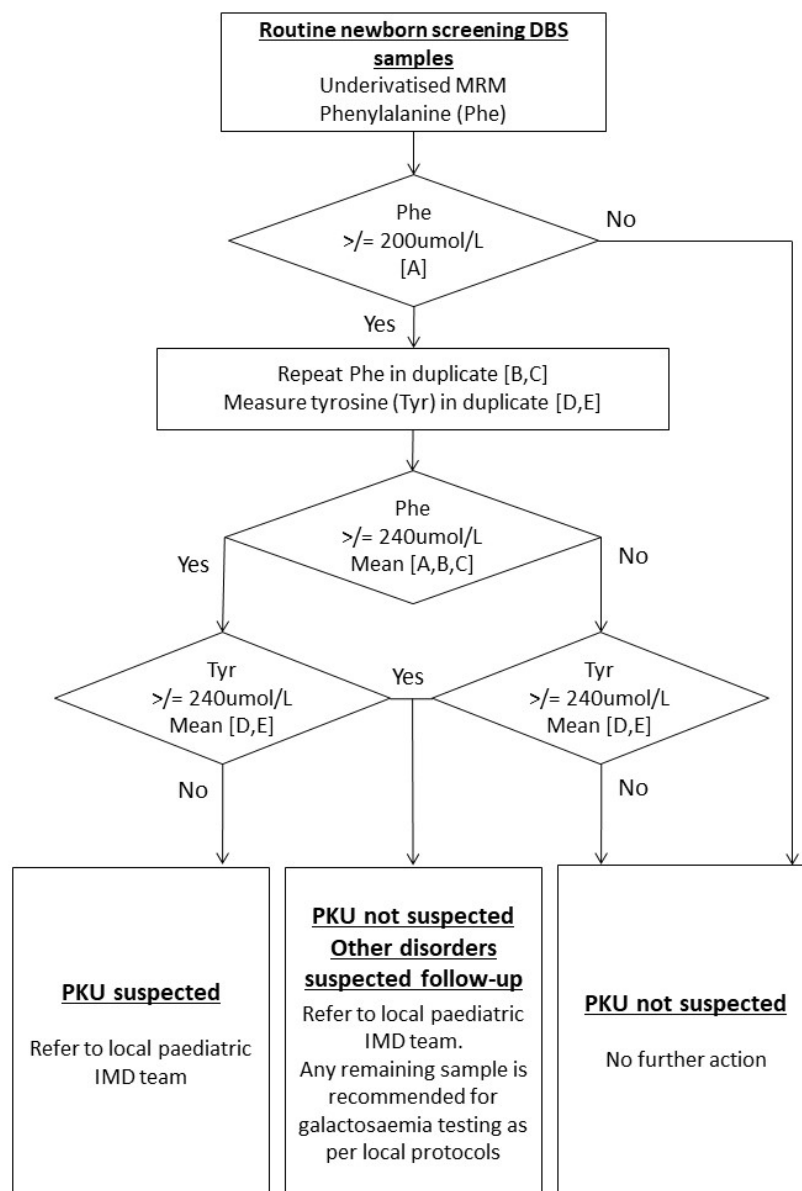 Routine newborn screening DBS
samples
Underivatised MRM
Phenylalanine (Phe)
Phe
>/= 200umol/L
[A]
No
Yes
Repeat Phe in duplicate [B,C]
Measure tyrosine (Tyr) in duplicate [D,E]
Phe
>/= 240umol/L
Mean [A,B,C]
Yes
No
Tyr
>/= 240umol/L
Mean [D,E]
Yes
Tyr
>/= 240umol/L
Mean [D,E]
No
No
PKU suspected
Refer to local paediatric
IMD team
PKU not suspected
Other disorders
suspected follow-up
Refer to local paediatric
IMD team.
Any remaining sample is
recommended for
galactosaemia testing as
per local protocols
PKU not suspected
No further action